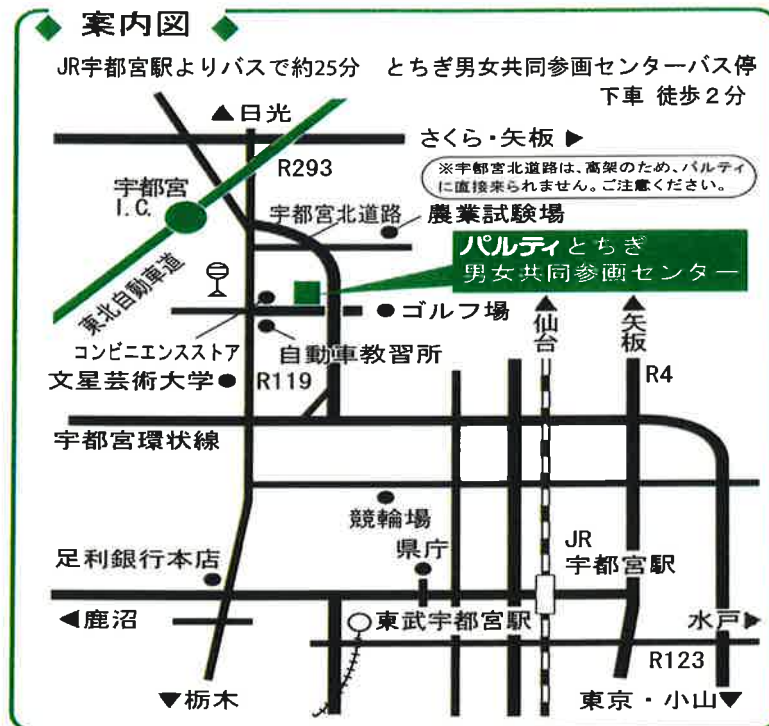 案内図
JR宇都宮駅よりバスで約25分 とちぎ男女共同参画センターバス停
下車 徒歩2分
▲日光
さくら・矢板▶
R293
※宇都宮北道路は、高架のため、パルティ
に直接来られません。ご注意ください。
宇都宮
I.C.
宇都宮北道路
農業試験場
パルティとちぎ
男女共同参画センター
東北自動車道
ゴルフ場
▲仙台
▲矢板
コンビニエンスストア
自動車教習所
文星芸術大学
R119
R4
宇都宮環状線
競輪場
県庁
JR
宇都宮駅
足利銀行本店
◀鹿沼
東武宇都宮駅
水戸▶
R123
▼栃木
東京・小山▼